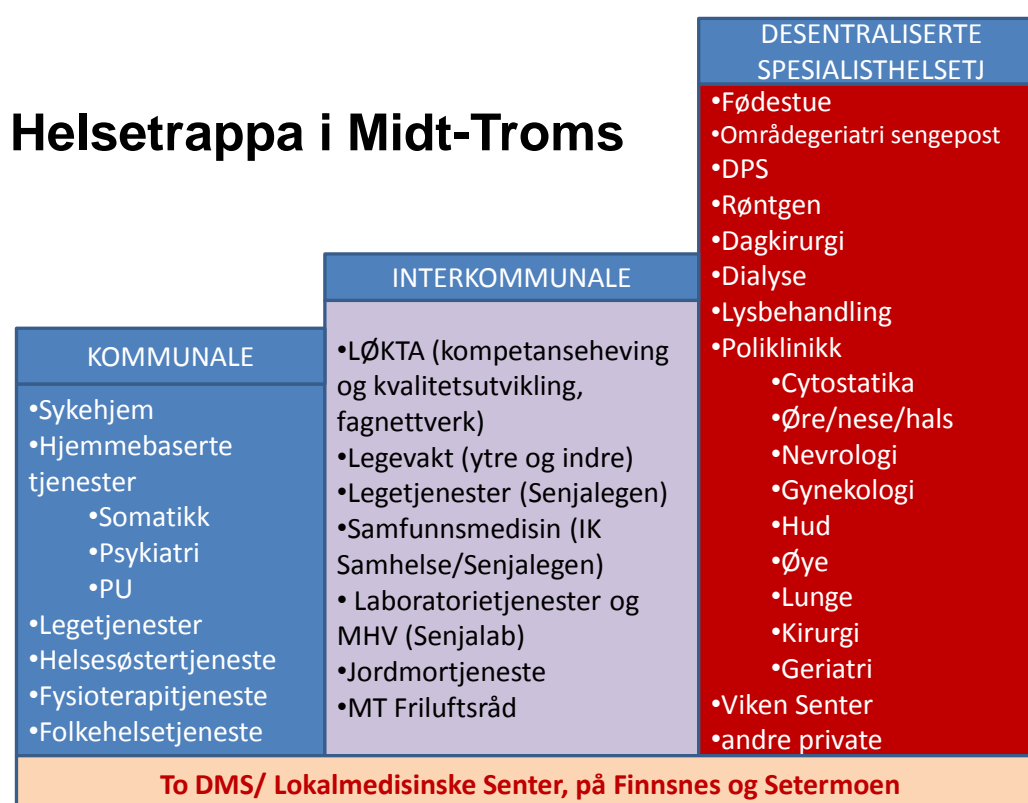 Helsetrappa i Midt-Troms
KOMMUNALE
•Sykehjem
•Hjemmebaserte
tjenester
•Somatikk
•Psykiatri
•PU
•Legetjenester
•Helsesøstertjeneste
•Fysioterapitjeneste
•Folkehelsetjeneste
INTERKOMMUNALE
•LØKTA (kompetanseheving
og kvalitetsutvikling,
fagnettverk)
•Legevakt (ytre og indre)
•Legetjenester (Senjalegen)
•Samfunnsmedisin (IK
Samhelse/Senjalegen)
• Laboratorietjenester og
MHV (Senjalab)
•Jordmortjeneste
•MT Friluftsråd
DESENTRALISERTE
SPESIALISTHELSETJ
•Fødestue
•Områdegeriatri sengepost
•DPS
•Røntgen
•Dagkirurgi
•Dialyse
•Lysbehandling
•Poliklinikk
•Cytostatika
•Øre/nese/hals
•Nevrologi
•Gynekologi
•Hud
•Øye
•Lunge
•Kirurgi
•Geriatri
•Viken Senter
•andre private
To DMS/ Lokalmedisinske Senter, på Finnsnes og Setermoen